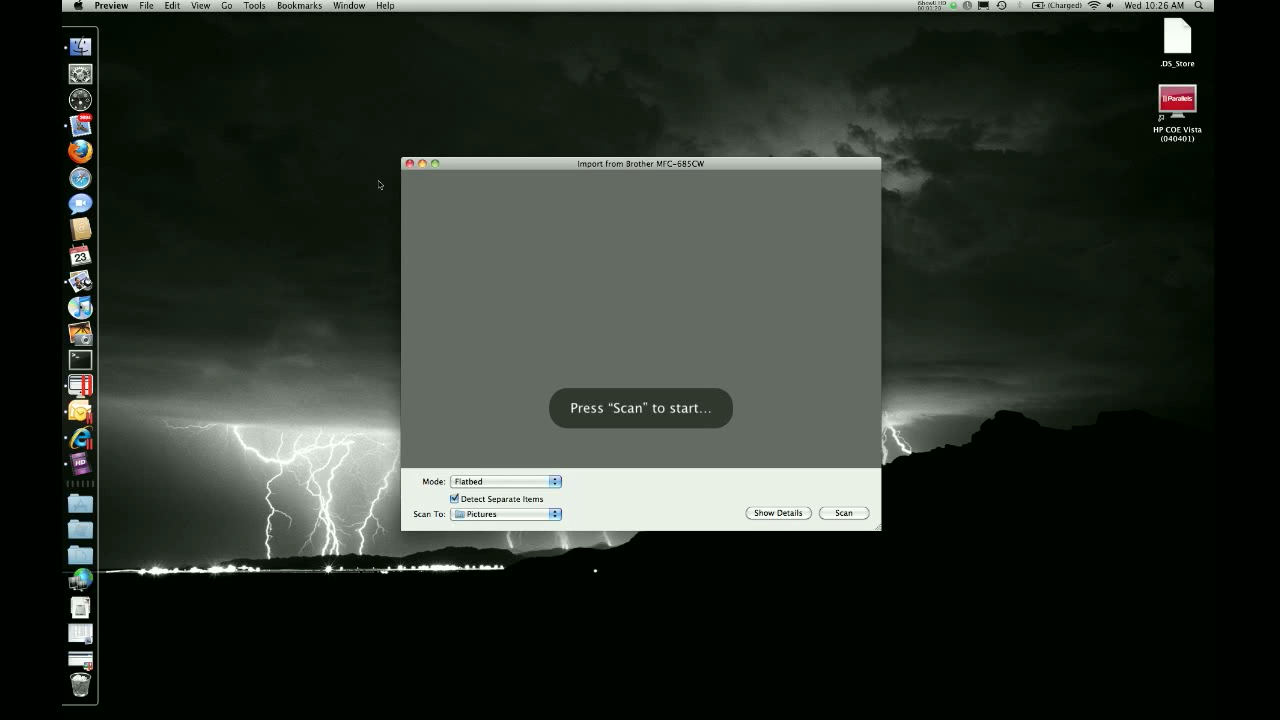 Preview File Edit View Go Tools Bookmarks Window Help
(Charged) Wed 10:26 AM
.DS_Store
Parallels
HP COE Vista
(040401)
Import from Brother MFC-685CW
23
HD
Press “Scan” to start...
Mode: Flatbed
Detect Separate Items
Scan To: Pictures
Show Details Scan